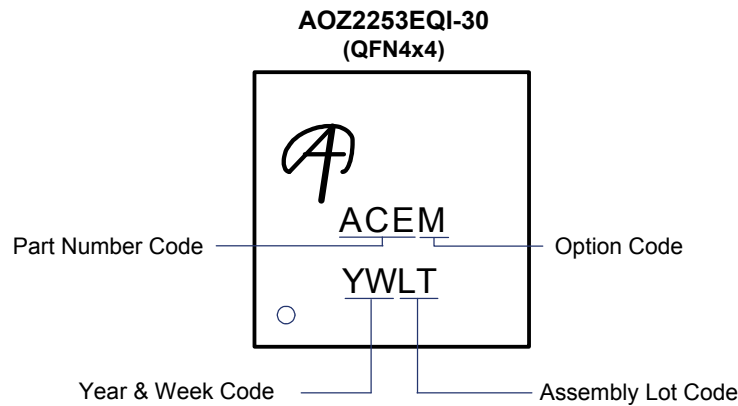 AOZ2253EQI-30
(QFN4x4)
ACEM
Part Number Code
Option Code
YWLT
Year & Week Code
Assembly Lot Code